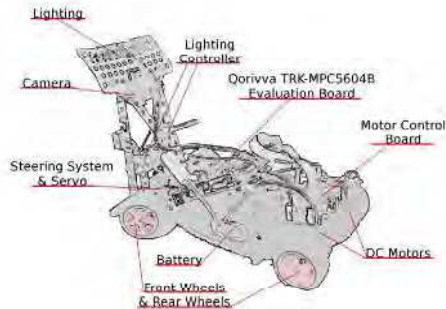 Lighting
Lighting
Controller
Camera
Qorivva TRK-MPC5604B
Evaluation Board
Motor Control
Board
Steering System
& Servo
Battery
DC Motors
Front Wheels
& Rear Wheels